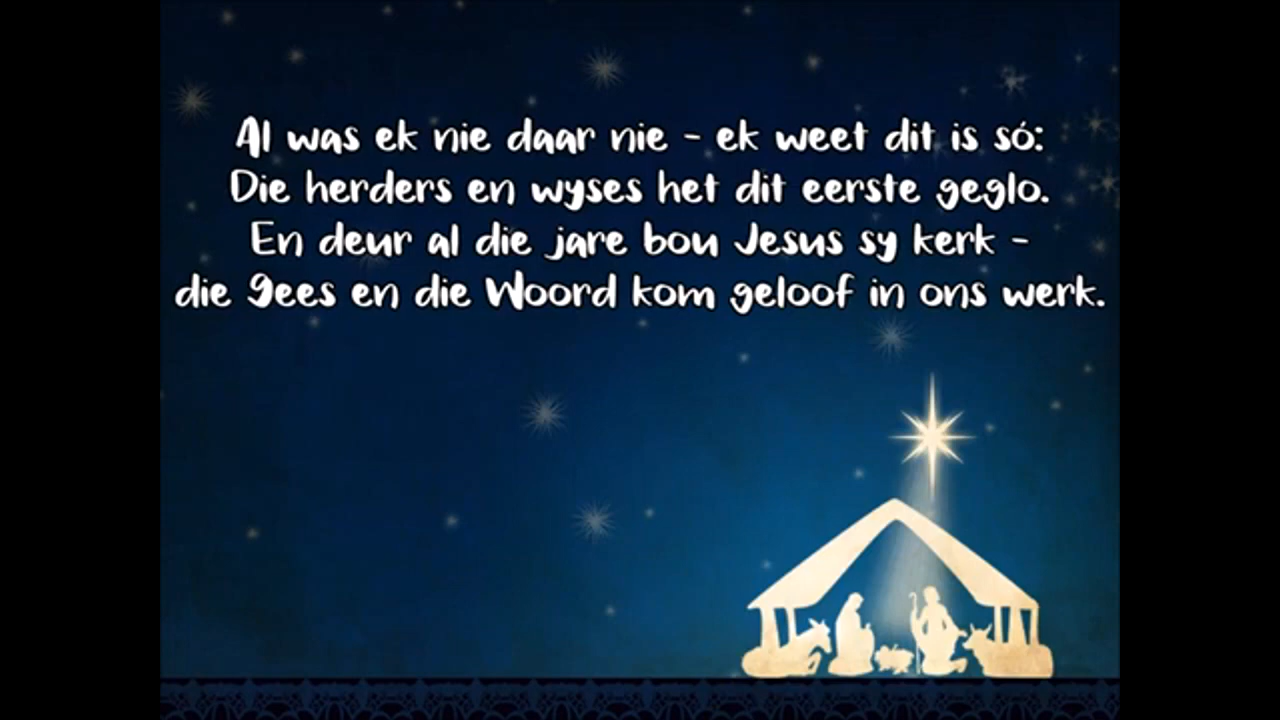 Al was ek nie daar nie - ek weet dit is só:
Die herders en wyses het dit eerste geglo.
En deur al die jare bou Jesus sy kerk -
die Gees en die Woord kom geloof in ons werk.